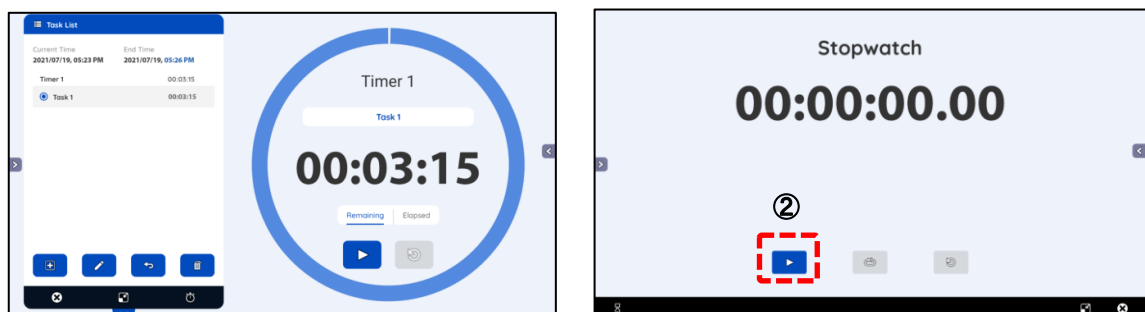 Task List
Current Time End Time
2021/07/19, 05:23 PM 2021/07/19, 05:26 PM
Timer 1 00:03:15
Task 1 00:03:15
Timer 1
Task 1
00:03:15
Remaining Elapsed
Stopwatch
00:00:00.00
②